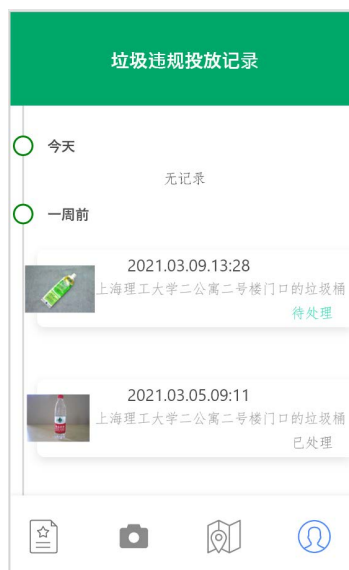 垃圾违规投放记录
今天
无记录
一周前
2021.03.09.13:28
上海理工大学二公寓二号楼门口的垃圾桶
待处理
2021.03.05.09:11
上海理工大学二公寓二号楼门口的垃圾桶
已处理